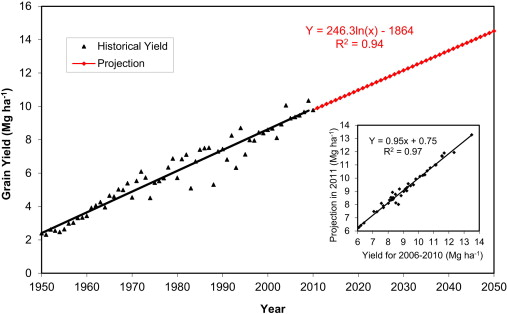 16
14
12
10
8
6
4
2
0
Grain Yield (Mg ha⁻¹)
Historical Yield
Projection
Y = 246.3ln(x) - 1864
R² = 0.94
14
13
12
11
10
9
8
7
6
Projection in 2011 (Mg ha⁻¹)
Y = 0.95x + 0.75
R² = 0.97
6 7 8 9 10 11 12 13 14
Yield for 2006-2010 (Mg ha⁻¹)
1950 1960 1970 1980 1990 2000 2010 2020 2030 2040 2050
Year